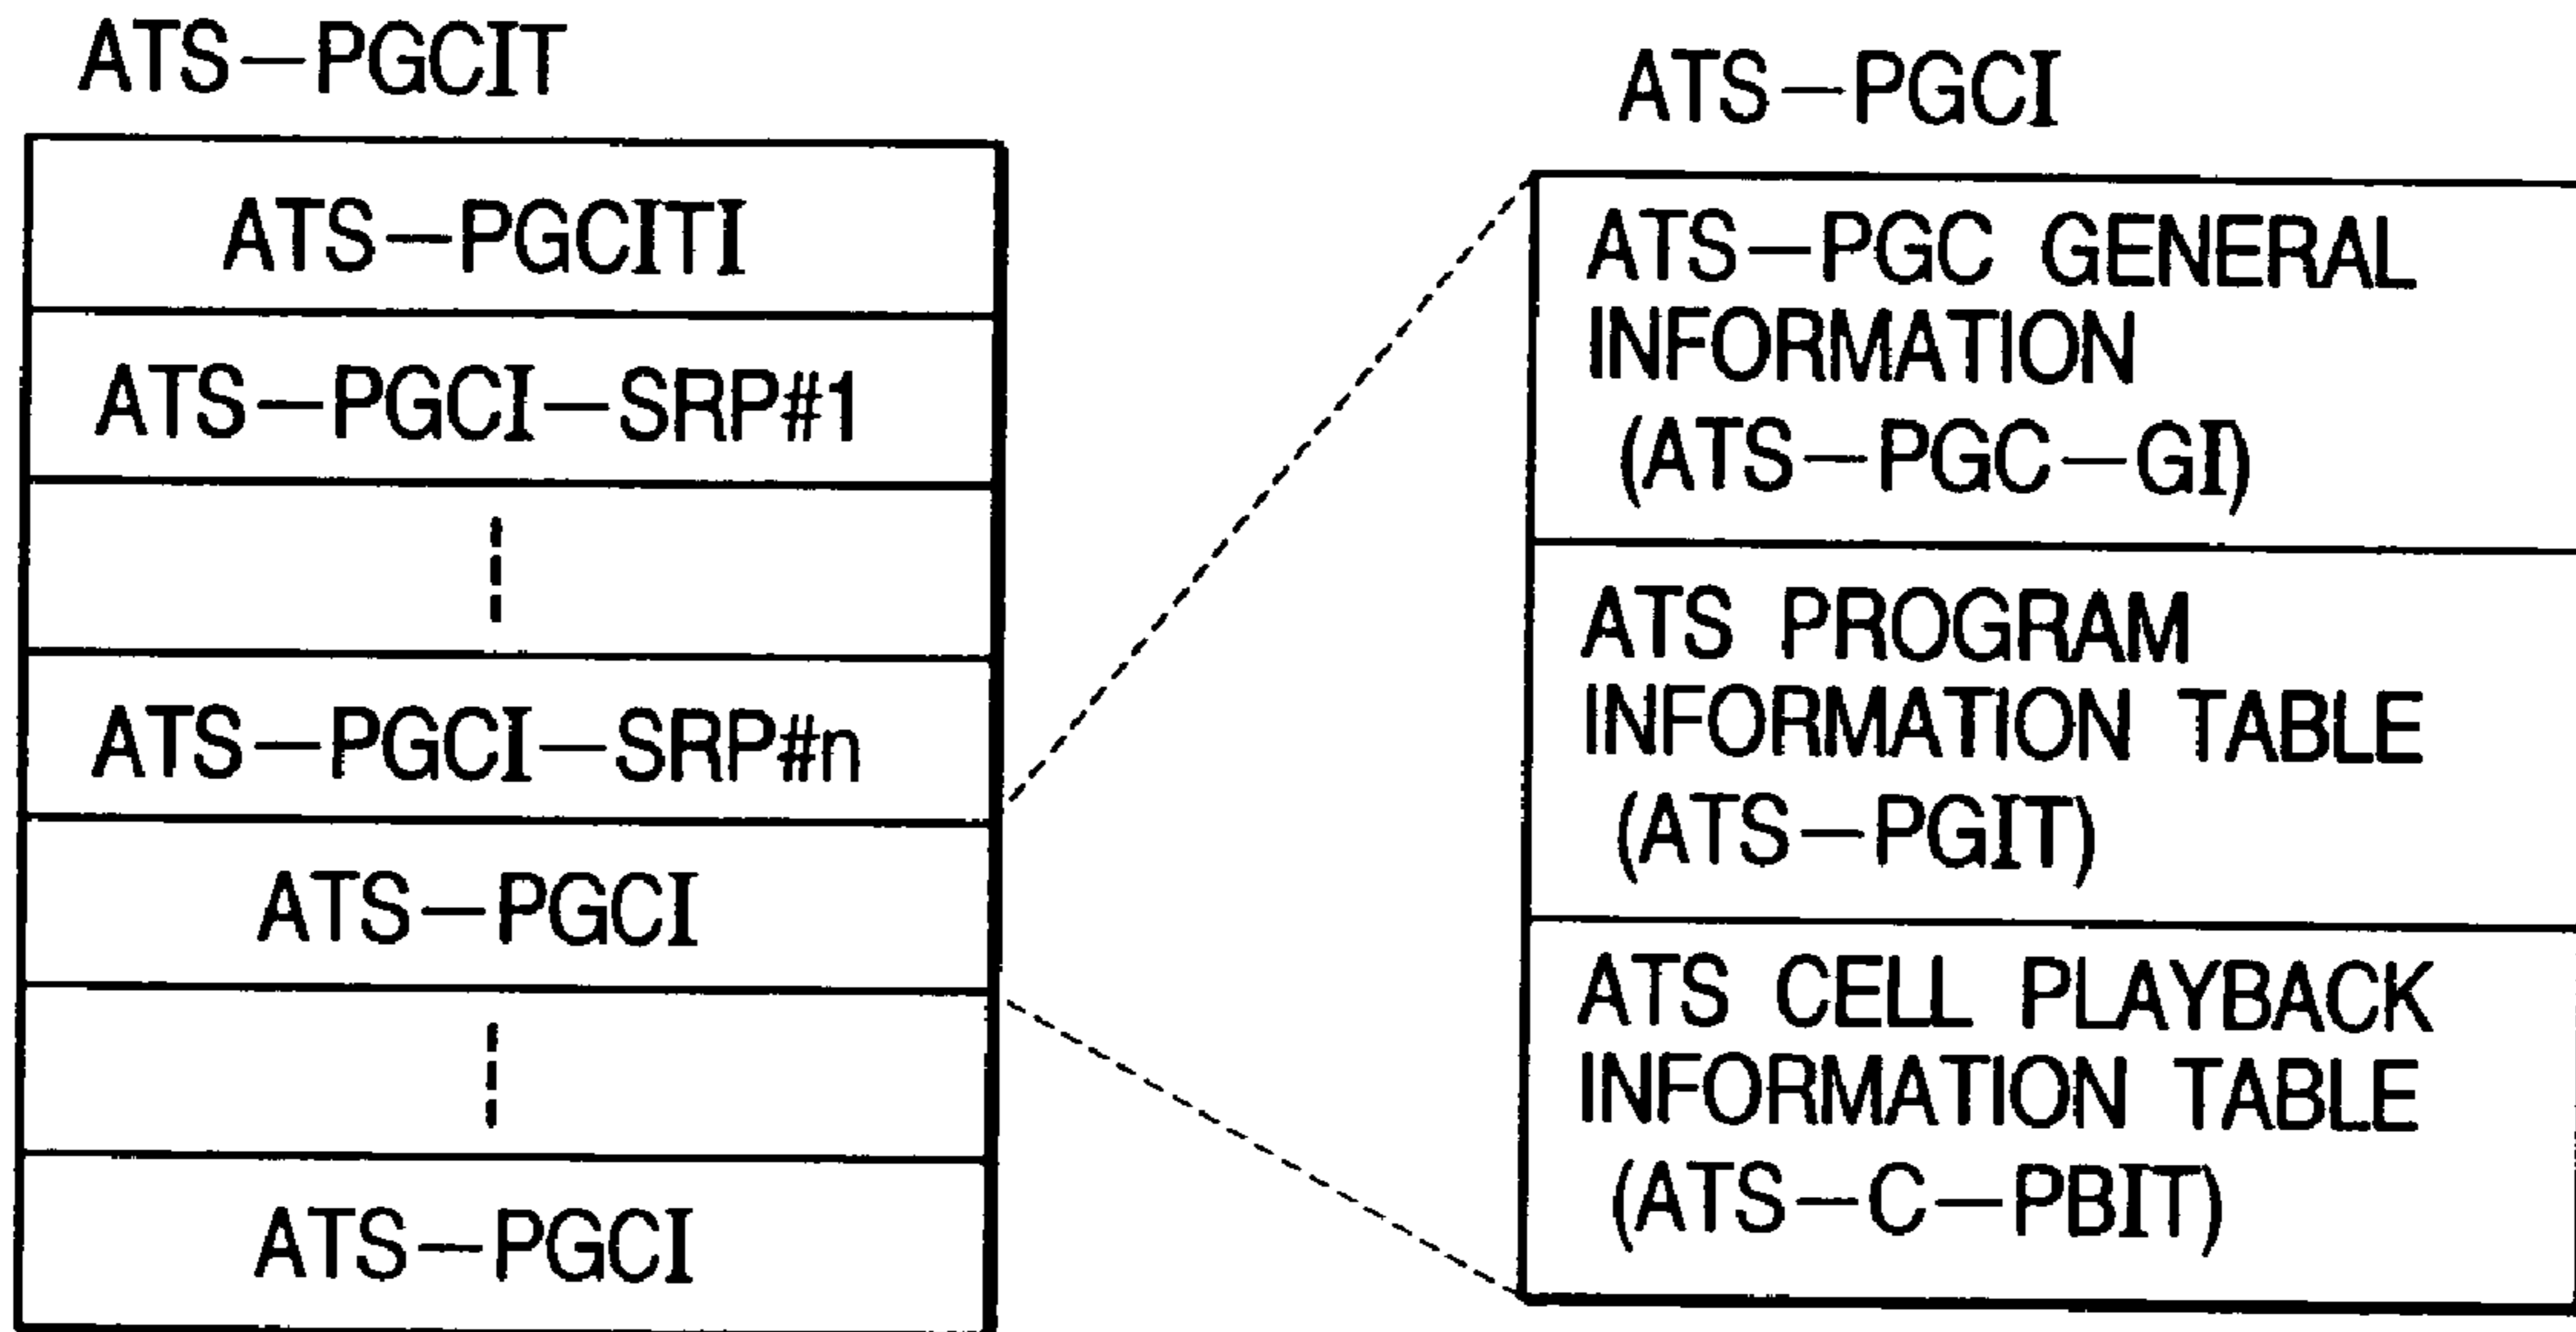 ATS-PGCIT
ATS-PGCITI
ATS-PGCI-SRP#1
ATS-PGCI-SRP#n
ATS-PGCI
ATS-PGCI
ATS-PGCI
ATS-PGC GENERAL
INFORMATION
(ATS-PGC-GI)
ATS PROGRAM
INFORMATION TABLE
(ATS-PGIT)
ATS CELL PLAYBACK
INFORMATION TABLE
(ATS-C-PBIT)